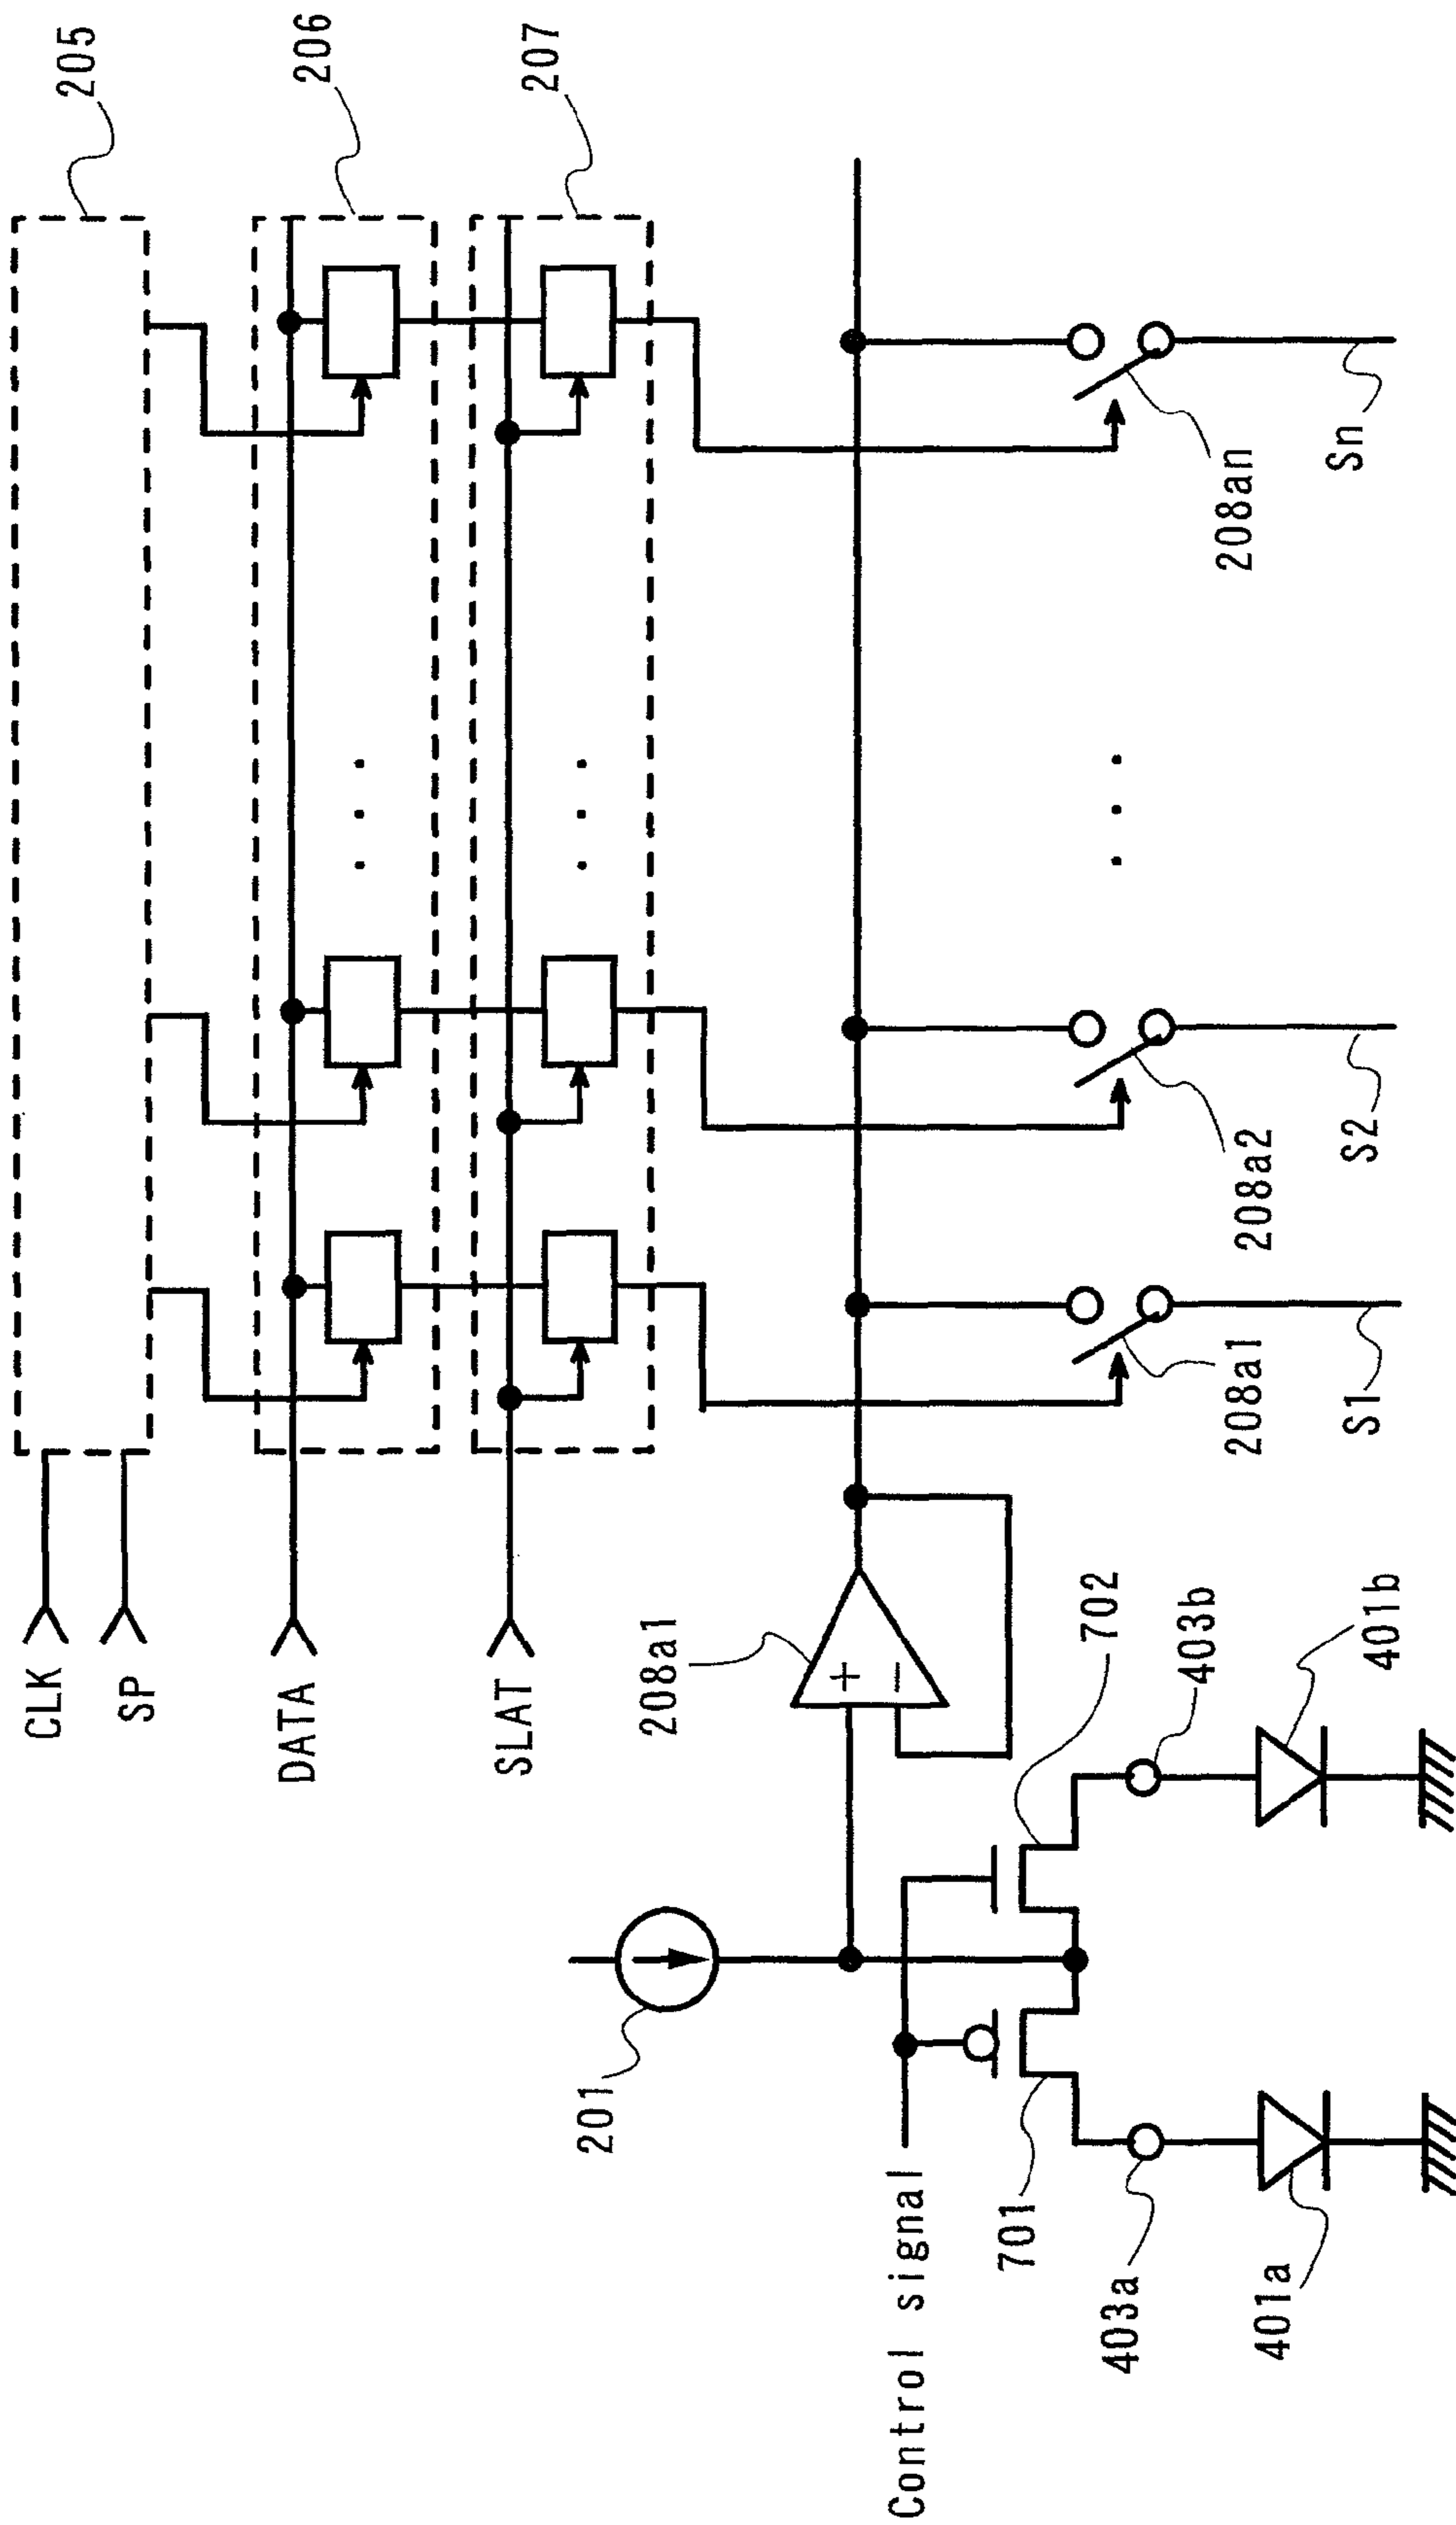 205
206
207
CLK
SP
DATA
SLAT
201
208a1
208a1
208a2
208an
S1
S2
Sn
Control signal
701
702
403a
403b
401a
401b
+
−
. . .
. . .
. . .